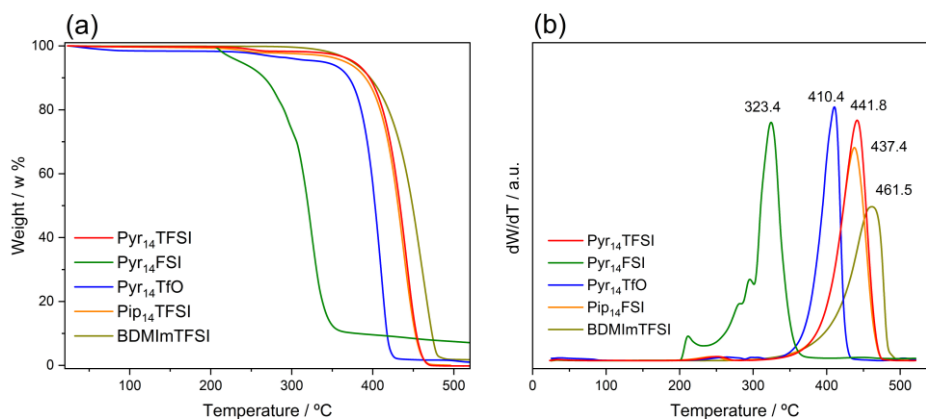 (a)
Weight / w %
100
80
60
40
20
0
Pyr₁₄TFSI
Pyr₁₄FSI
Pyr₁₄TfO
Pip₁₄TFSI
BDMImTFSI
100
200
300
400
500
Temperature / ºC
(b)
dW/dT / a.u.
323.4
410.4
441.8
437.4
461.5
Pyr₁₄TFSI
Pyr₁₄FSI
Pyr₁₄TfO
Pip₁₄FSI
BDMImTFSI
0
100
200
300
400
500
Temperature / ºC